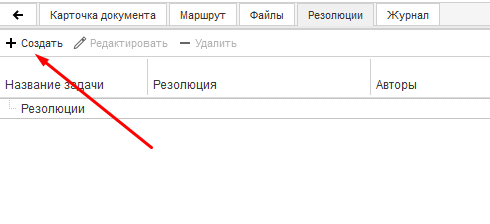 Карточка документа Маршрут Файлы Резолюции Журнал
Создать Редактировать Удалить
Название задачи Резолюция Авторы
Резолюции